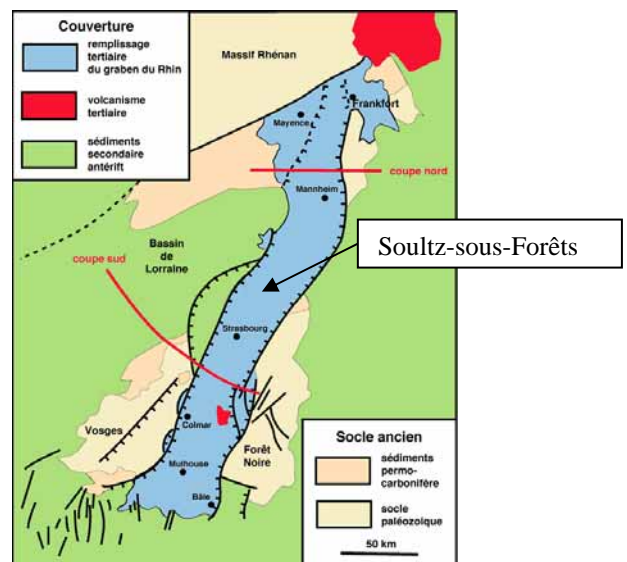 Couverture
remplissage
tertiaire
du graben du Rhin
volcanisme
tertiaire
sédiments
secondaire
antérift
Massif Rhénan
Frankfort
Mayence
coupe nord
Mannheim
Bassin
de
Lorraine
coupe sud
Soultz-sous-Forêts
Strasbourg
Vosges
Colmar
Forêt
Noire
Mulhouse
Bâle
Socle ancien
sédiments
permo-
carbonifère
socle
paléozoïque
50 km